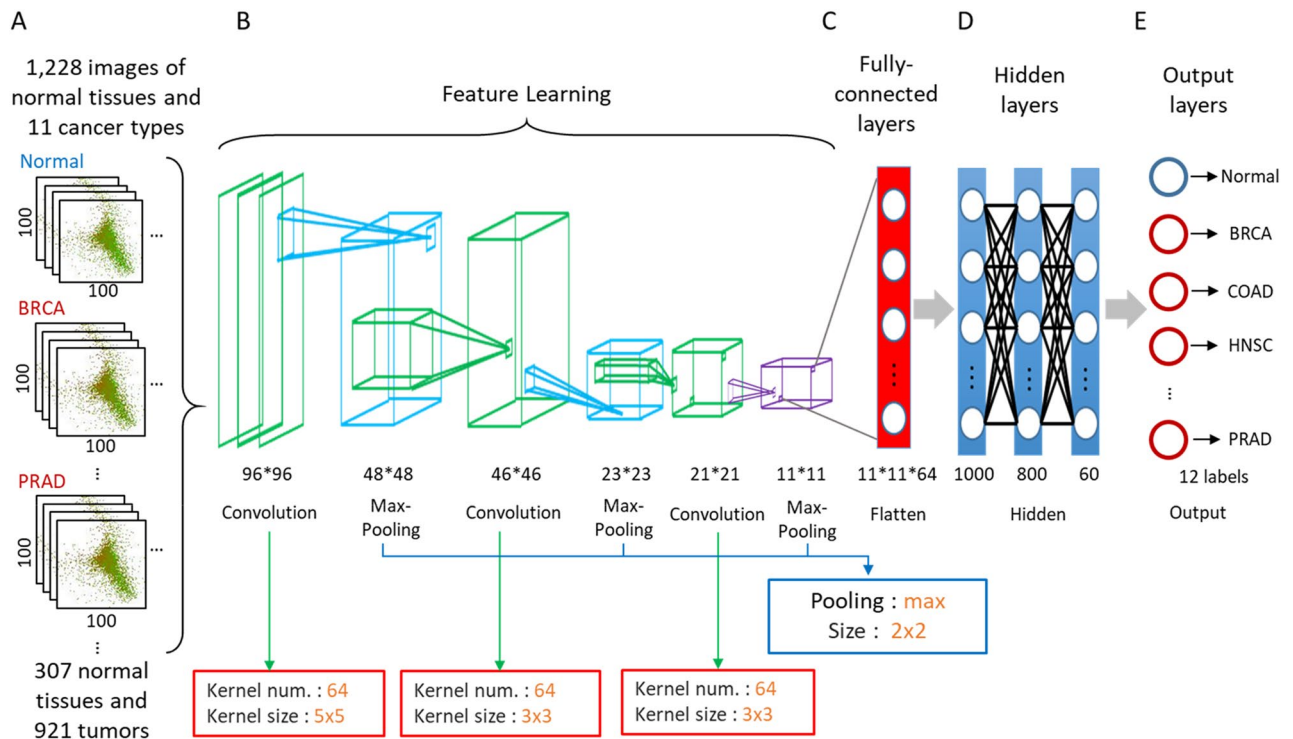 A
B
C
D
E
1,228 images of
normal tissues and
11 cancer types
Feature Learning
Fully-
connected
layers
Hidden
layers
Output
layers
Normal
100
100
...
BRCA
100
100
...
...
PRAD
100
100
...
...
307 normal
tissues and
921 tumors
96*96
48*48
46*46
23*23
21*21
11*11
11*11*64
1000
800
60
12 labels
Convolution
Max-
Pooling
Convolution
Max-
Pooling
Convolution
Max-
Pooling
Flatten
Hidden
Output
Normal
BRCA
COAD
HNSC
...
PRAD
Pooling : max
Size : 2x2
Kernel num. : 64
Kernel size : 5x5
Kernel num. : 64
Kernel size : 3x3
Kernel num. : 64
Kernel size : 3x3